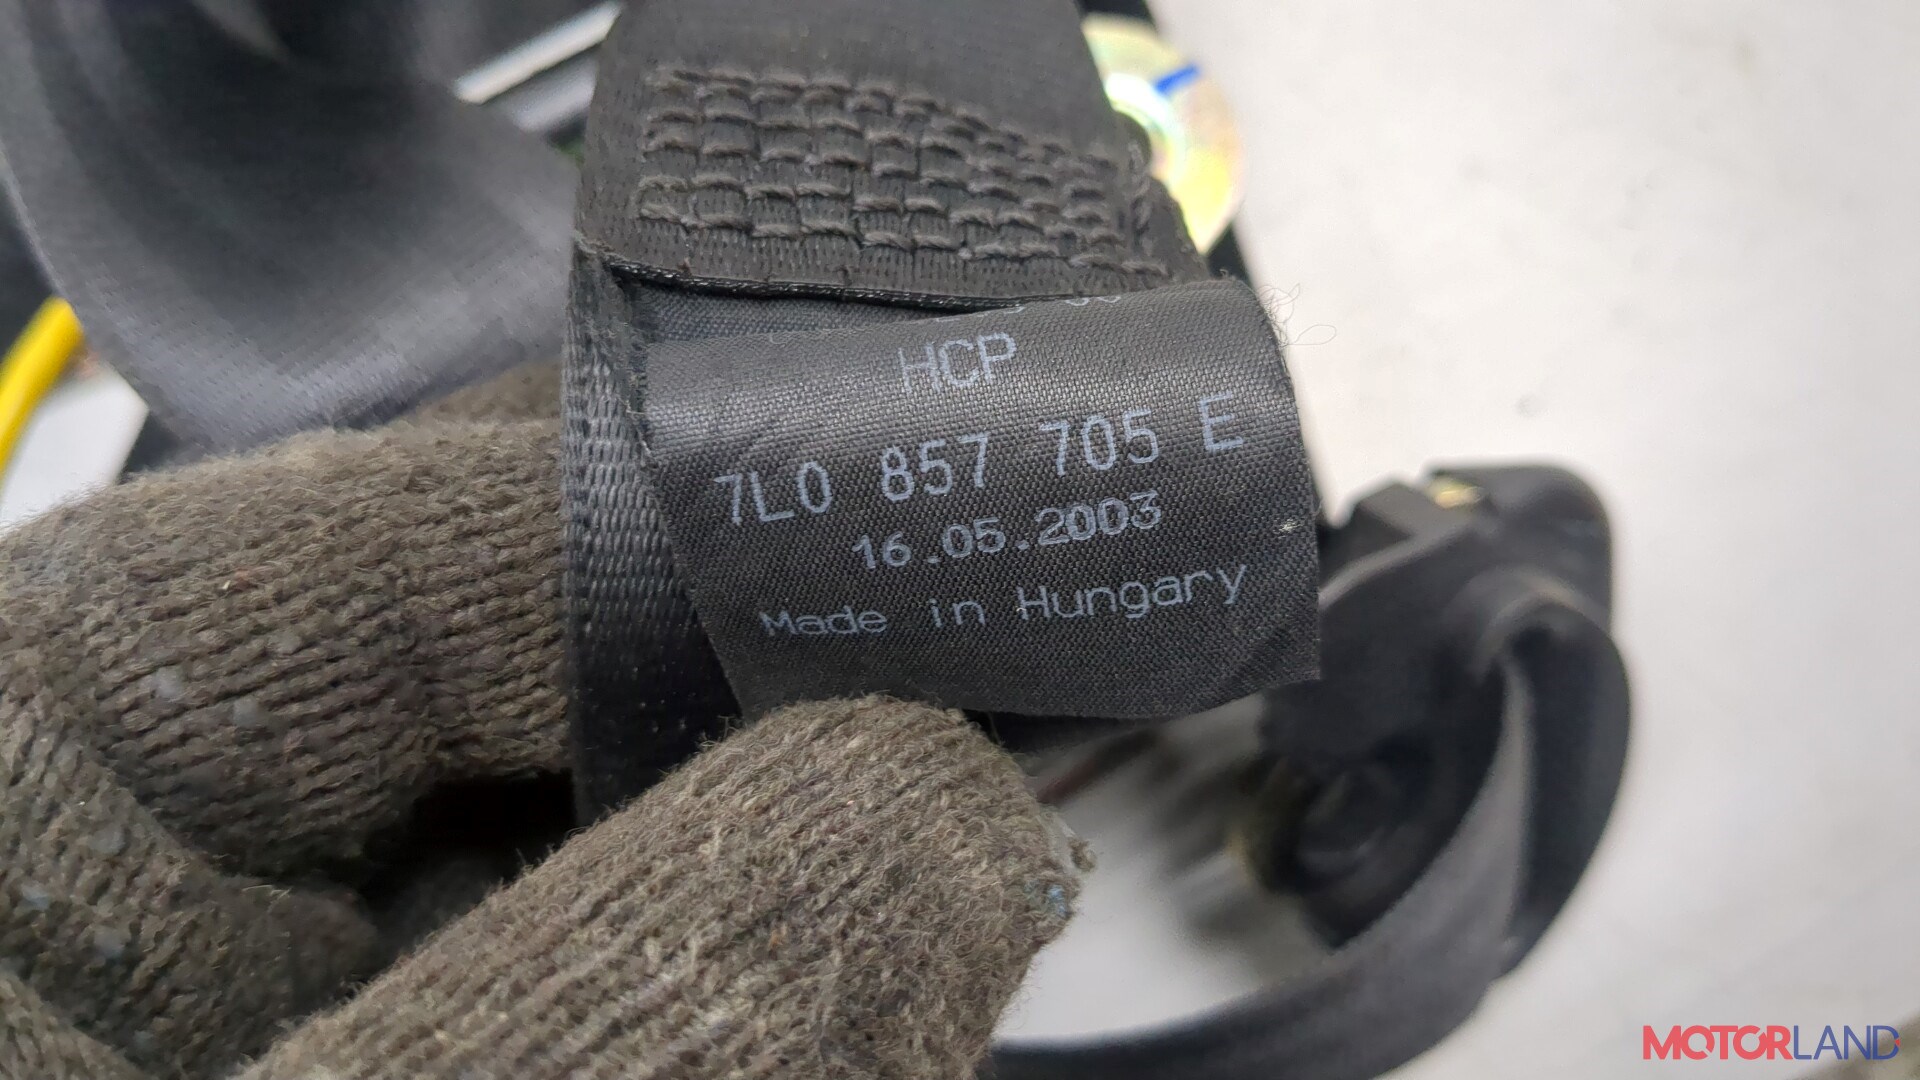 HCP
7L0 857 705 E
16.05.2003
Made in Hungary
MOTORLAND